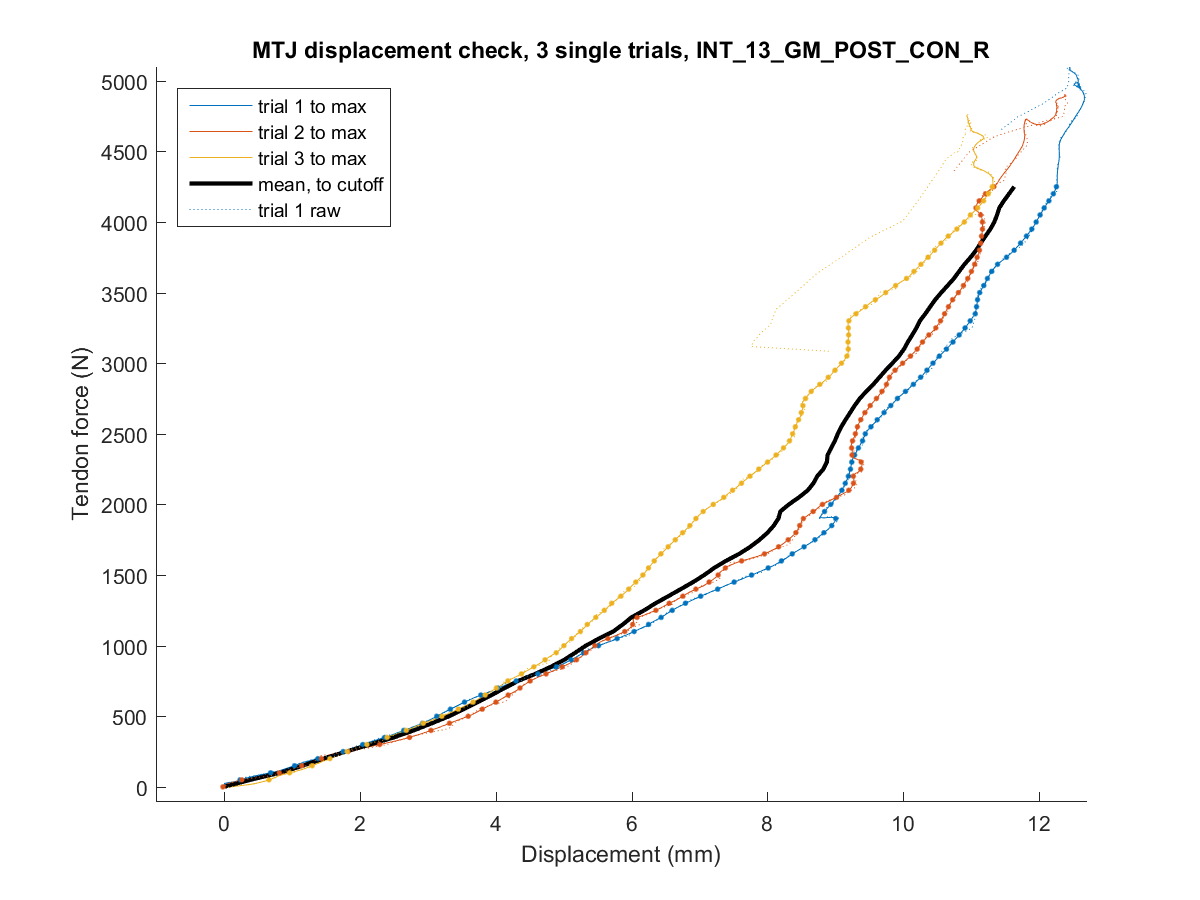 MTJ displacement check, 3 single trials, INT_13_GM_POST_CON_R
trial 1 to max
trial 2 to max
trial 3 to max
mean, to cutoff
trial 1 raw
5000
4500
4000
3500
3000
2500
2000
1500
1000
500
0
Tendon force (N)
0 2 4 6 8 10 12
Displacement (mm)